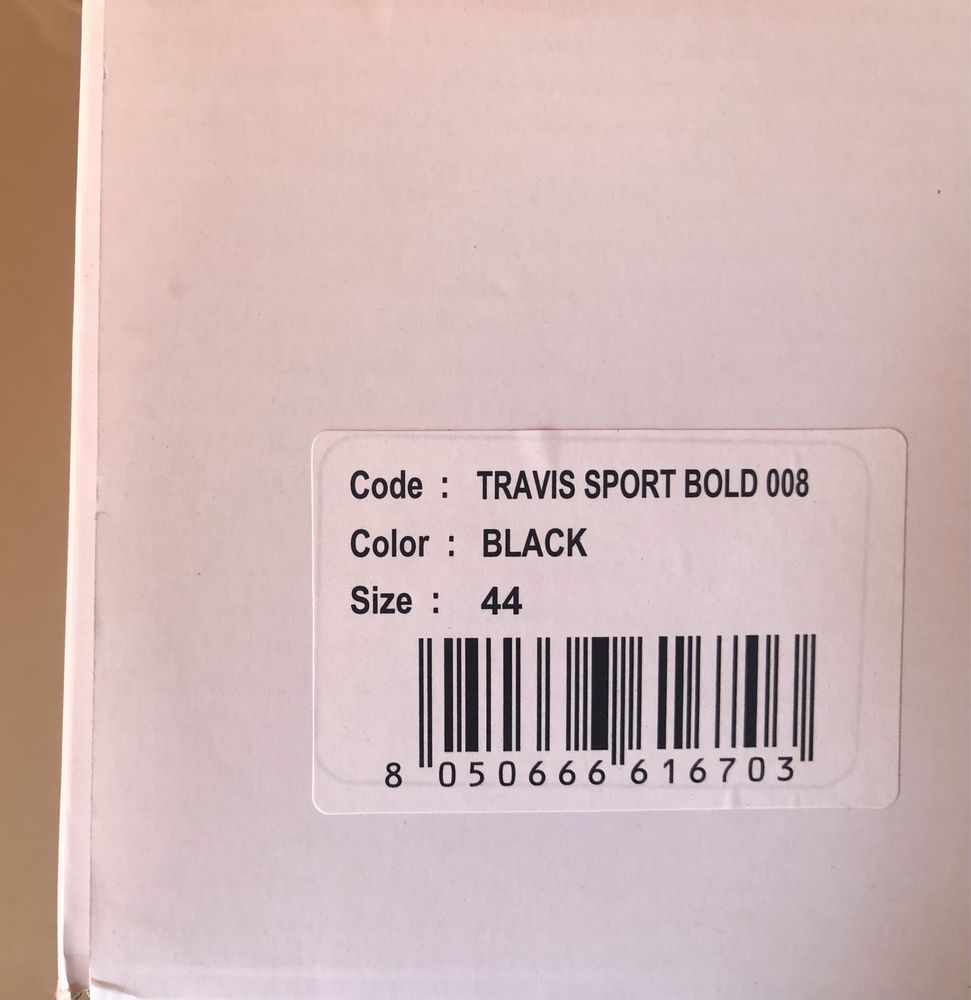 Code : TRAVIS SPORT BOLD 008
Color : BLACK
Size : 44
8 050666 616703